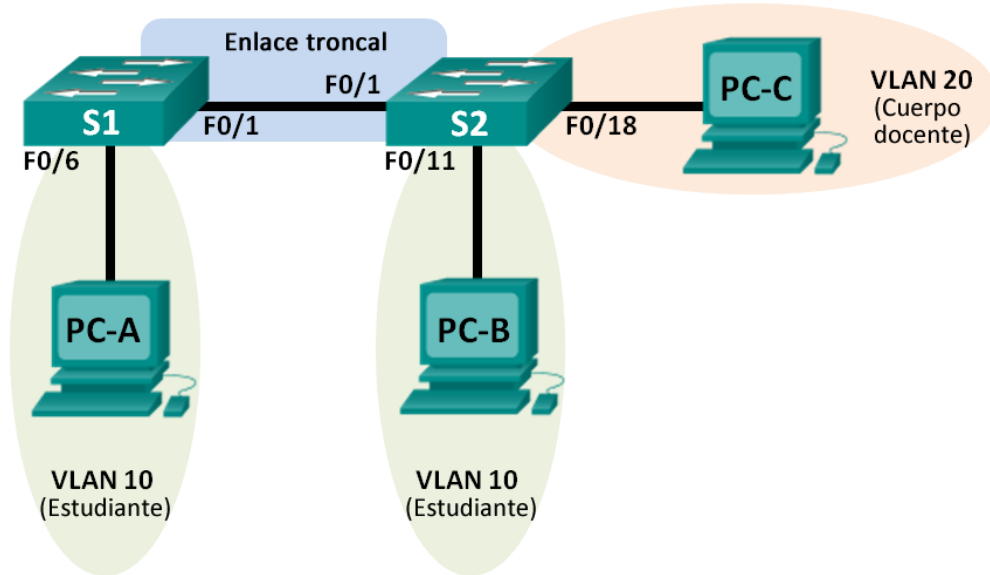 Enlace troncal
F0/1
S1
F0/1
F0/6
S2
F0/11
F0/18
PC-C
VLAN 20
(Cuerpo
docente)
PC-A
VLAN 10
(Estudiante)
PC-B
VLAN 10
(Estudiante)